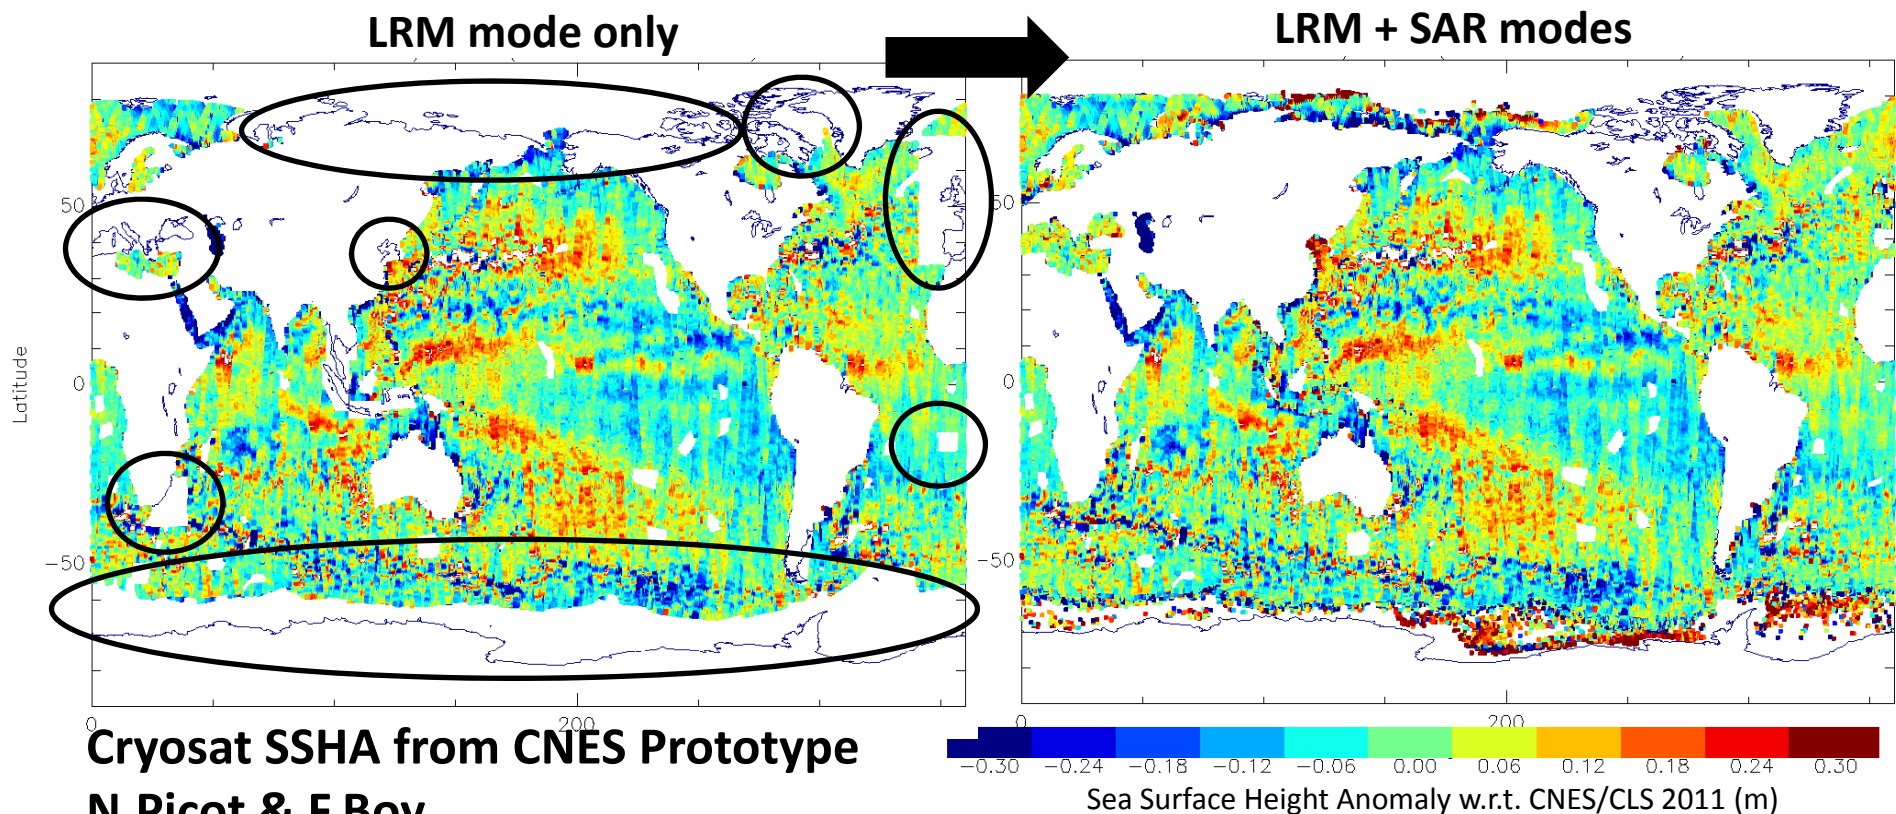 LRM mode only
LRM + SAR modes
Latitude
50
0
-50
0
200
50
0
-50
0
200
Cryosat SSHA from CNES Prototype
-0.30 -0.24 -0.18 -0.12 -0.06 0.00 0.06 0.12 0.18 0.24 0.30
Sea Surface Height Anomaly w.r.t. CNES/CLS 2011 (m)
N.Picot & F.Boy